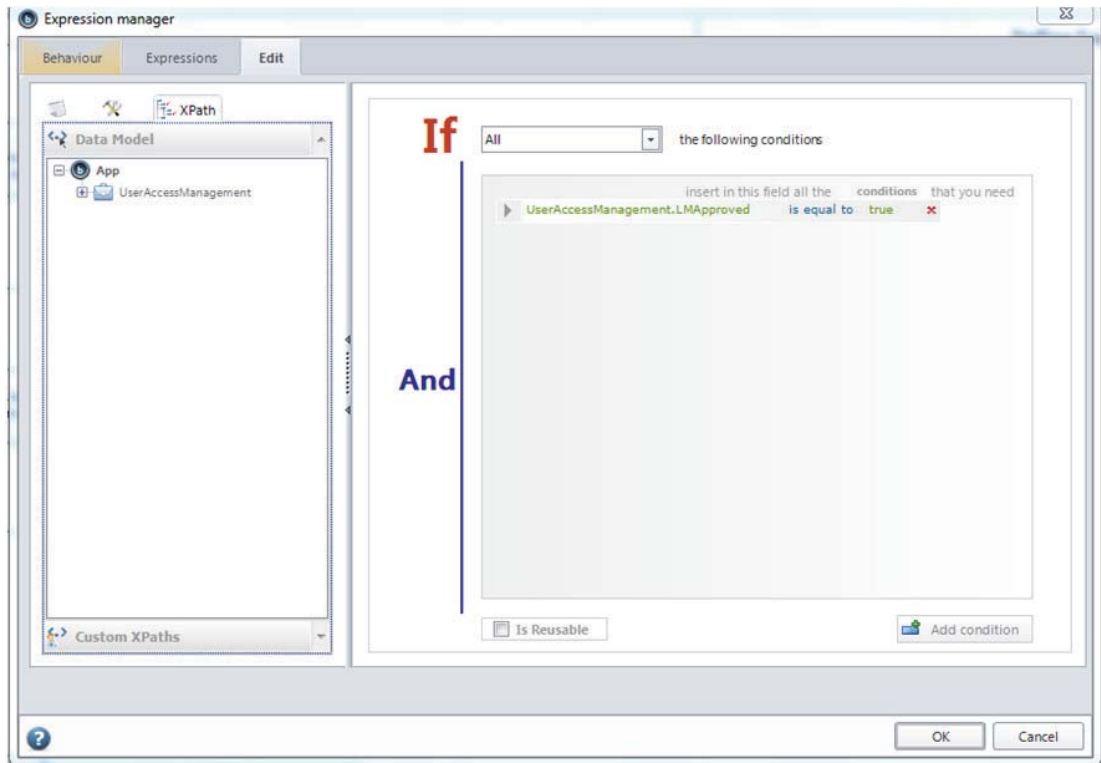 Expression manager
Behaviour Expressions Edit
XPath
Data Model
App
UserAccessManagement
Custom XPaths
If All the following conditions
insert in this field all the conditions that you need
UserAccessManagement.LMApproved is equal to true
And
Is Reusable Add condition
OK Cancel